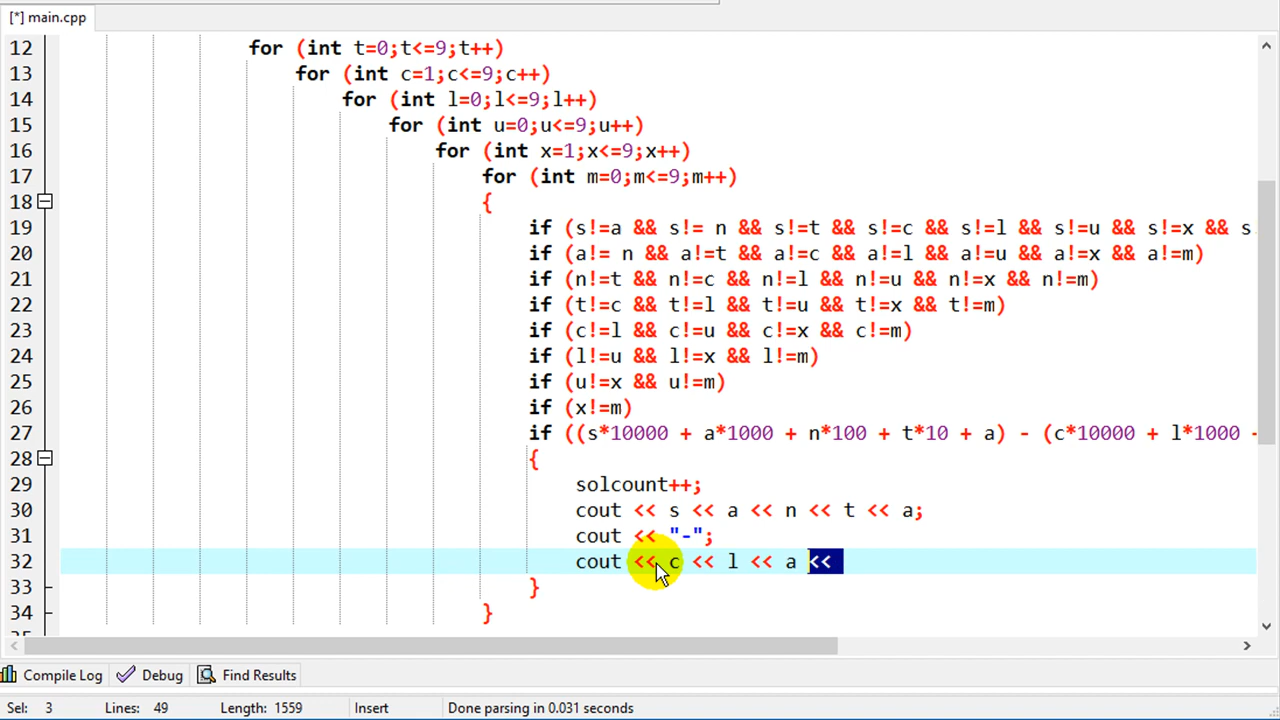 [*] main.cpp
12 for (int t=0;t<=9;t++)
13 for (int c=1;c<=9;c++)
14 for (int l=0;l<=9;l++)
15 for (int u=0;u<=9;u++)
16 for (int x=1;x<=9;x++)
17 for (int m=0;m<=9;m++)
18 {
19 if (s!=a && s!= n && s!=t && s!=c && s!=l && s!=u && s!=x && s
20 if (a!= n && a!=t && a!=c && a!=l && a!=u && a!=x && a!=m)
21 if (n!=t && n!=c && n!=l && n!=u && n!=x && n!=m)
22 if (t!=c && t!=l && t!=u && t!=x && t!=m)
23 if (c!=l && c!=u && c!=x && c!=m)
24 if (l!=u && l!=x && l!=m)
25 if (u!=x && u!=m)
26 if (x!=m)
27 if ((s*10000 + a*1000 + n*100 + t*10 + a) - (c*10000 + l*1000 -
28 {
29 solcount++;
30 cout << s << a << n << t << a;
31 cout << "-";
32 cout << c << l << a <<
33 }
34 }
Compile Log Debug Find Results
Sel: 3 Lines: 49 Length: 1559 Insert Done parsing in 0.031 seconds